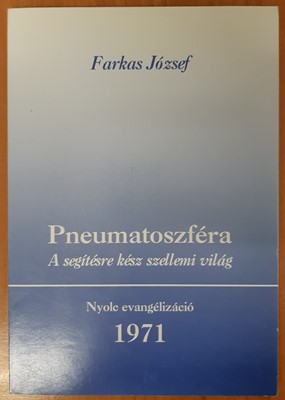 Farkas József
Pneumatoszféra
A segítésre kész szellemi világ
Nyolc evangélizáció
1971